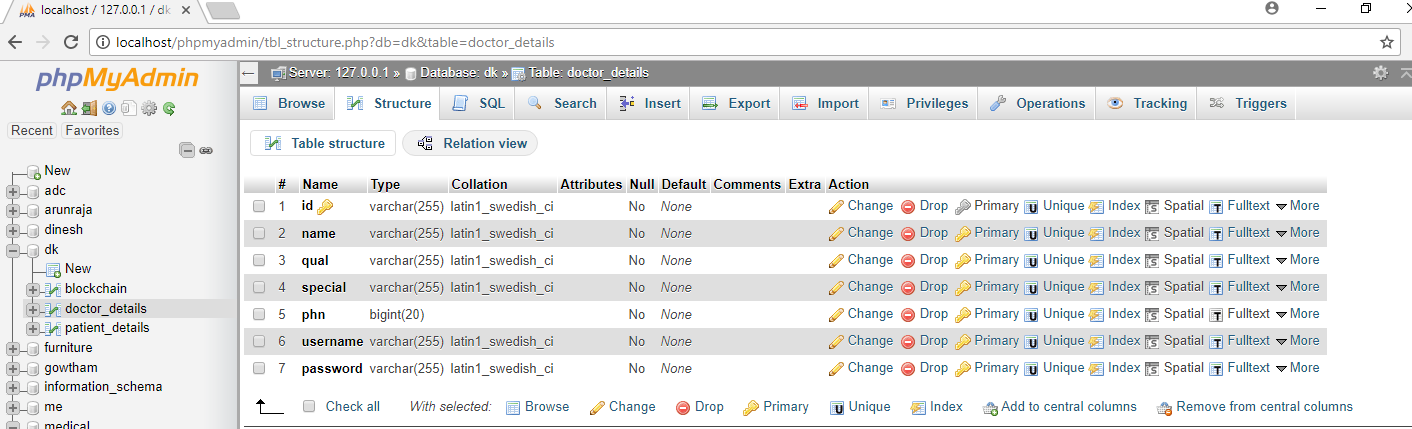 localhost / 127.0.0.1 / dk
localhost/phpmyadmin/tbl_structure.php?db=dk&table=doctor_details
phpMyAdmin
Recent Favorites
New
adc
arunraja
dinesh
dk
New
blockchain
doctor_details
patient_details
furniture
gowtham
information_schema
me
medical
Server: 127.0.0.1 » Database: dk » Table: doctor_details
Browse Structure SQL Search Insert Export Import Privileges Operations Tracking Triggers
Table structure Relation view
# Name Type Collation Attributes Null Default Comments Extra Action
1 id varchar(255) latin1_swedish_ci No None Change Drop Primary Unique Index Spatial Fulltext More
2 name varchar(255) latin1_swedish_ci No None Change Drop Primary Unique Index Spatial Fulltext More
3 qual varchar(255) latin1_swedish_ci No None Change Drop Primary Unique Index Spatial Fulltext More
4 special varchar(255) latin1_swedish_ci No None Change Drop Primary Unique Index Spatial Fulltext More
5 phn bigint(20) No None Change Drop Primary Unique Index Spatial Fulltext More
6 username varchar(255) latin1_swedish_ci No None Change Drop Primary Unique Index Spatial Fulltext More
7 password varchar(255) latin1_swedish_ci No None Change Drop Primary Unique Index Spatial Fulltext More
Check all With selected: Browse Change Drop Primary Unique Index Add to central columns Remove from central columns